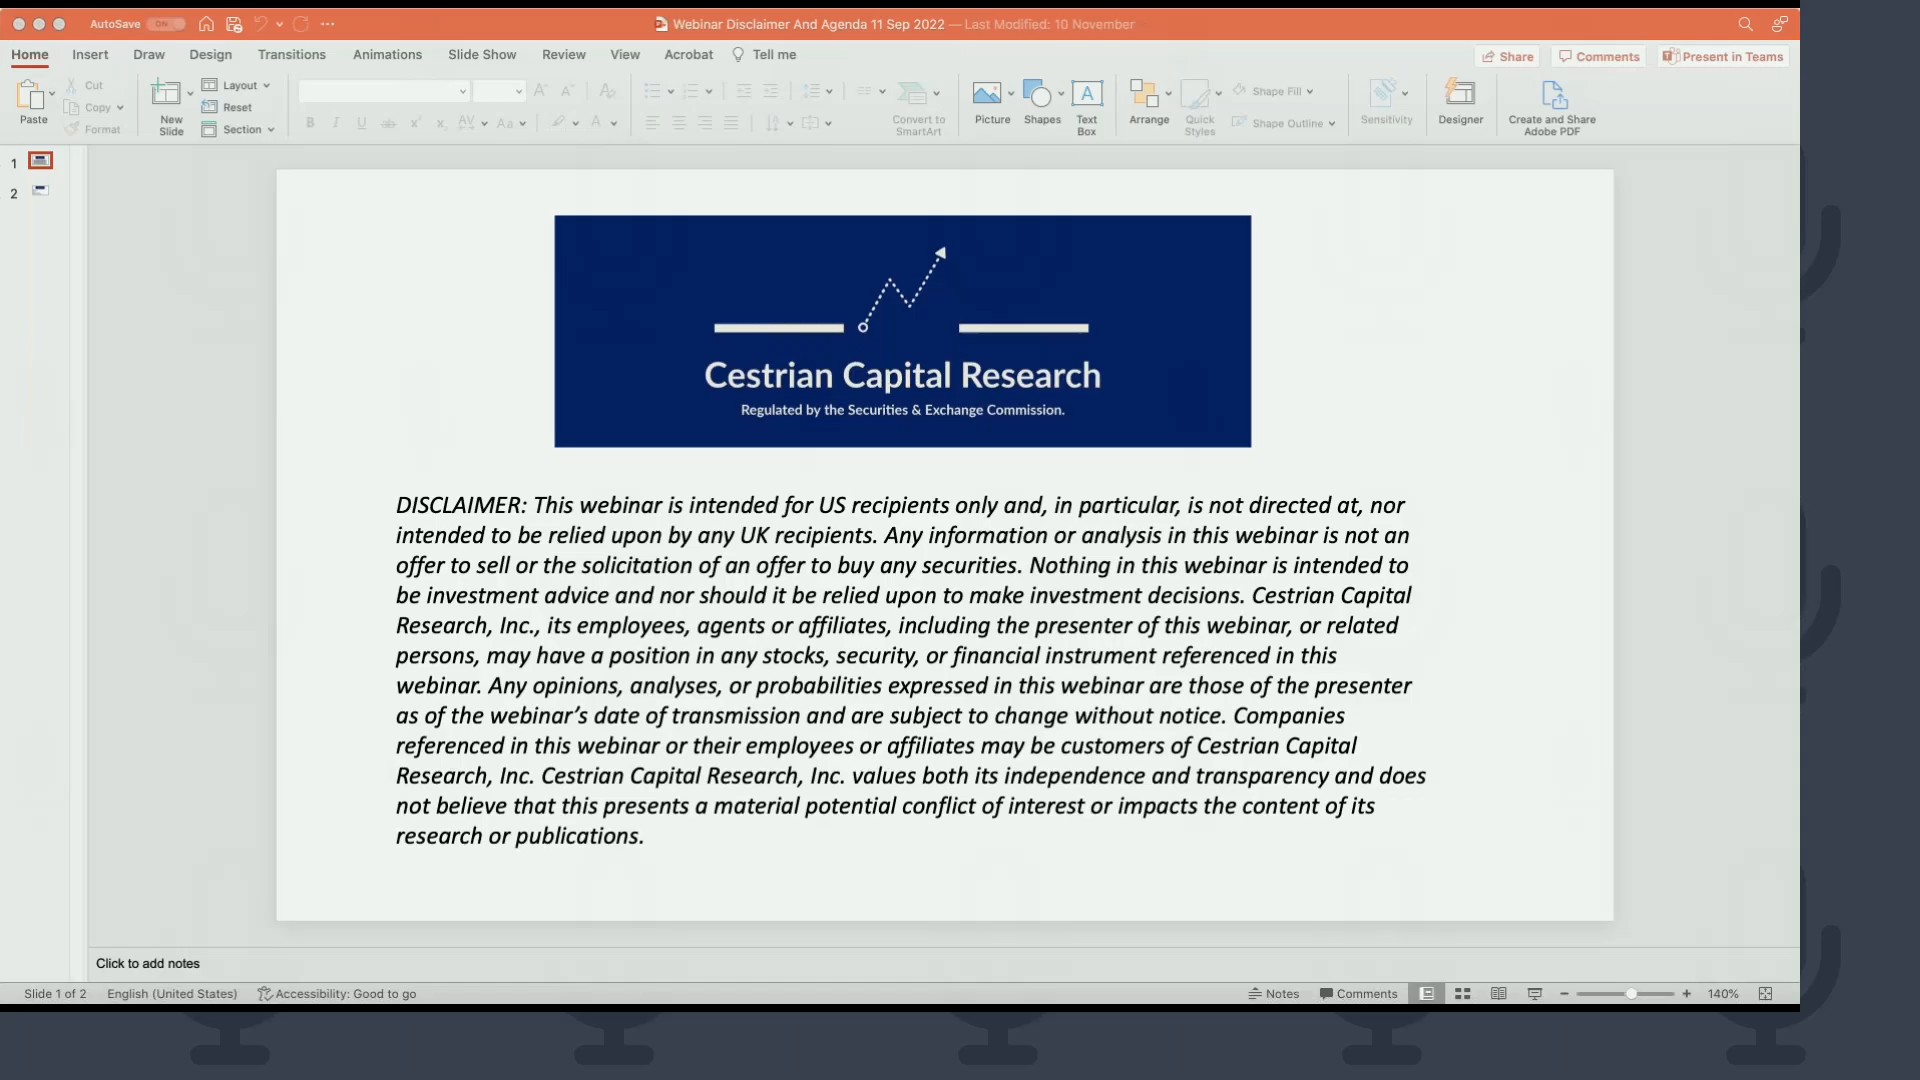 AutoSave ON
Webinar Disclaimer And Agenda 11 Sep 2022 — Last Modified: 10 November
Home Insert Draw Design Transitions Animations Slide Show Review View Acrobat Tell me
Share Comments Present in Teams
Paste
Cut
Copy
Format
New Slide
Layout
Reset
Section
Convert to SmartArt
Picture
Shapes
Text Box
Arrange
Quick Styles
Shape Fill
Shape Outline
Sensitivity
Designer
Create and Share Adobe PDF
1
2
Cestrian Capital Research
Regulated by the Securities & Exchange Commission.
DISCLAIMER: This webinar is intended for US recipients only and, in particular, is not directed at, nor
intended to be relied upon by any UK recipients. Any information or analysis in this webinar is not an
offer to sell or the solicitation of an offer to buy any securities. Nothing in this webinar is intended to
be investment advice and nor should it be relied upon to make investment decisions. Cestrian Capital
Research, Inc., its employees, agents or affiliates, including the presenter of this webinar, or related
persons, may have a position in any stocks, security, or financial instrument referenced in this
webinar. Any opinions, analyses, or probabilities expressed in this webinar are those of the presenter
as of the webinar’s date of transmission and are subject to change without notice. Companies
referenced in this webinar or their employees or affiliates may be customers of Cestrian Capital
Research, Inc. Cestrian Capital Research, Inc. values both its independence and transparency and does
not believe that this presents a material potential conflict of interest or impacts the content of its
research or publications.
Click to add notes
Slide 1 of 2 English (United States) Accessibility: Good to go
Notes Comments 140%